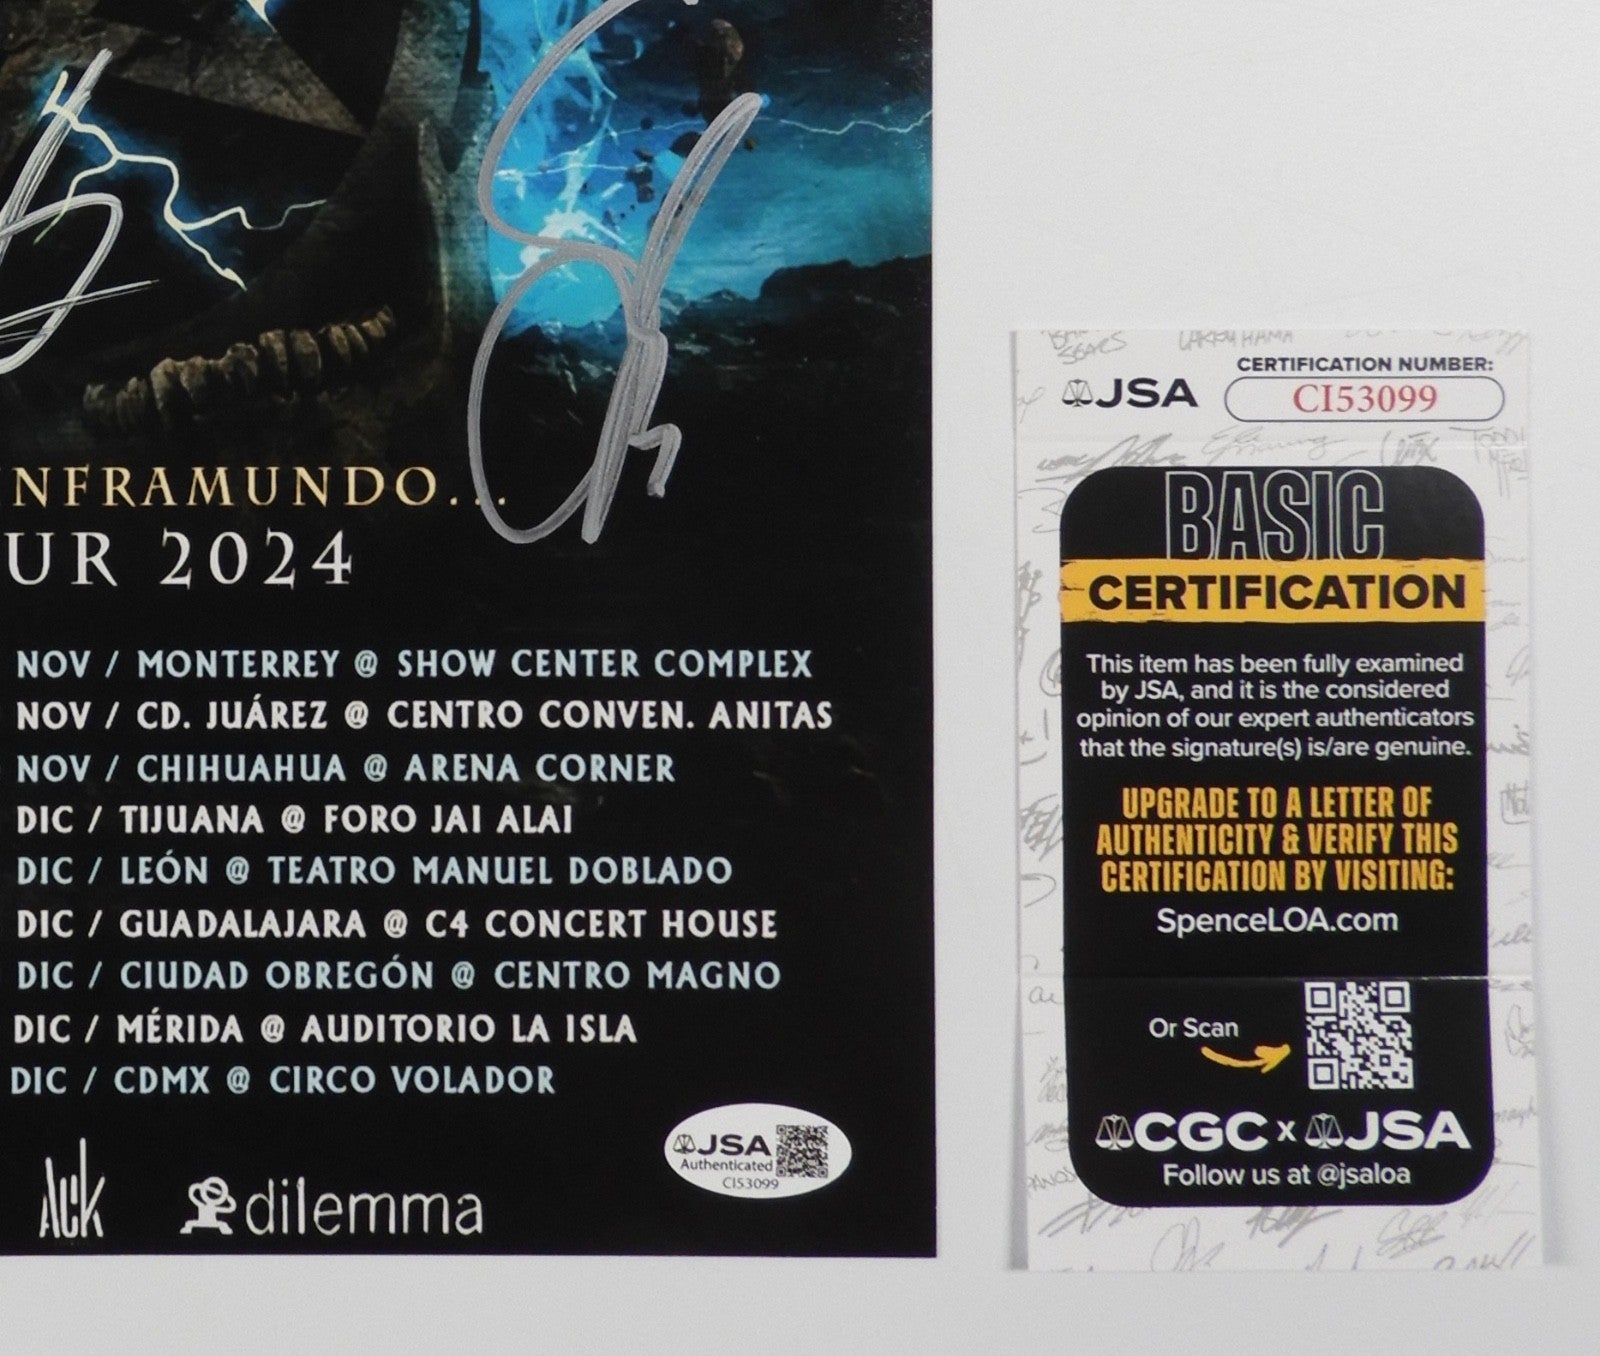 INFRAMUNDO...
UR 2024
NOV / MONTERREY @ SHOW CENTER COMPLEX
NOV / CD. JUÁREZ @ CENTRO CONVEN. ANITAS
NOV / CHIHUAHUA @ ARENA CORNER
DIC / TIJUANA @ FORO JAI ALAI
DIC / LEÓN @ TEATRO MANUEL DOBLADO
DIC / GUADALAJARA @ C4 CONCERT HOUSE
DIC / CIUDAD OBREGÓN @ CENTRO MAGNO
DIC / MÉRIDA @ AUDITORIO LA ISLA
DIC / CDMX @ CIRCO VOLADOR
dilemma
JSA
Authenticated
CI53099
CERTIFICATION NUMBER:
JSA CI53099
BASIC
CERTIFICATION
This item has been fully examined
by JSA, and it is the considered
opinion of our expert authenticators
that the signature(s) is/are genuine.
UPGRADE TO A LETTER OF
AUTHENTICITY & VERIFY THIS
CERTIFICATION BY VISITING:
SpenceLOA.com
Or Scan
CGC x JSA
Follow us at @jsaloa